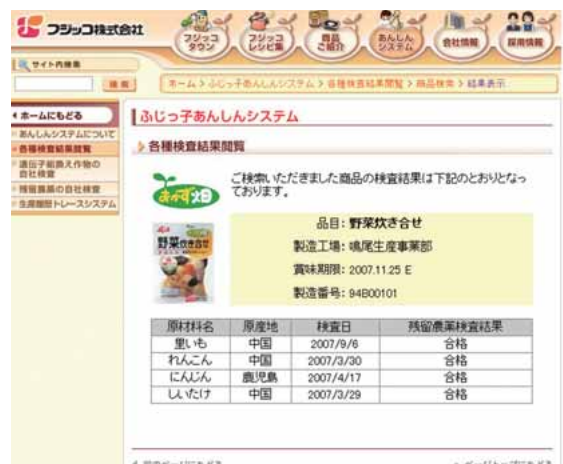 フジッコ株式会社
フジッコタウン
フジッコレシピ集
商品ご紹介
あんしんシステム
会社情報
採用情報
サイト内検索
検索
ホーム > ふじっ子あんしんシステム > 各種検査結果閲覧 > 商品検索 > 結果表示
ホームにもどる
あんしんシステムについて
各種検査結果閲覧
遺伝子組換え作物の
自社検査
残留農薬の自社検査
生産履歴トレースシステム
ふじっ子あんしんシステム
各種検査結果閲覧
おかず畑
ご検索いただきました商品の検査結果は下記のとおりとなっ
ております。
野菜炊き合せ
品目: 野菜炊き合せ
製造工場: 鳴尾生産事業部
賞味期限: 2007.11.25 E
製造番号: 94B00101
原材料名 原産地 検査日 残留農薬検査結果
里いも 中国 2007/9/6 合格
れんこん 中国 2007/3/30 合格
にんじん 鹿児島 2007/4/17 合格
しいたけ 中国 2007/3/29 合格